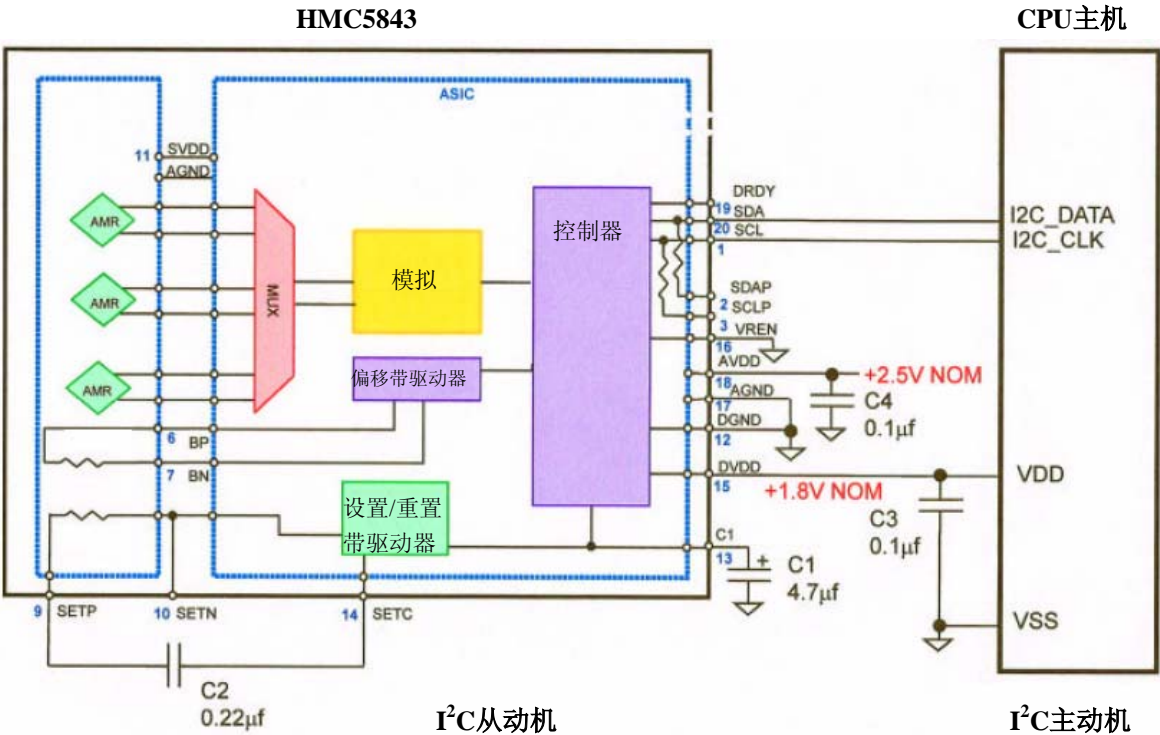 HMC5843
CPU主机
ASIC
11
SVDD
AGND
AMR
AMR
AMR
MUX
模拟
控制器
偏移带驱动器
设置/重置
带驱动器
6
BP
7
BN
DRDY
19
SDA
20
SCL
1
SDAP
2
SCLP
3
VREN
16
AVDD
18
AGND
17
DGND
12
DVDD
15
C1
13
I2C_DATA
I2C_CLK
+2.5V NOM
C4
0.1µf
+1.8V NOM
VDD
C3
0.1µf
+
C1
4.7µf
VSS
9
SETP
10
SETN
14
SETC
C2
0.22µf
I²C从动机
I²C主动机